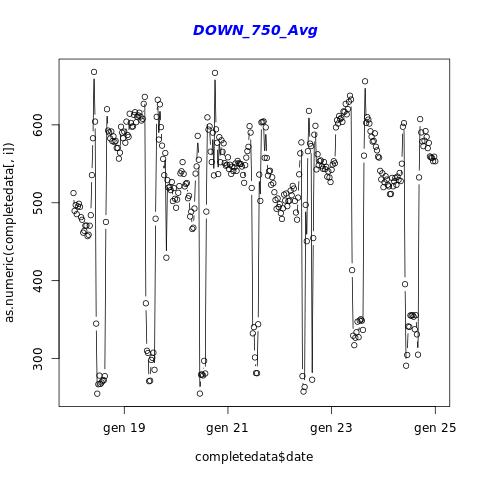 DOWN_750_Avg
as.numeric(completedata[, i])
600
500
400
300
gen 19
gen 21
gen 23
gen 25
completedata$date